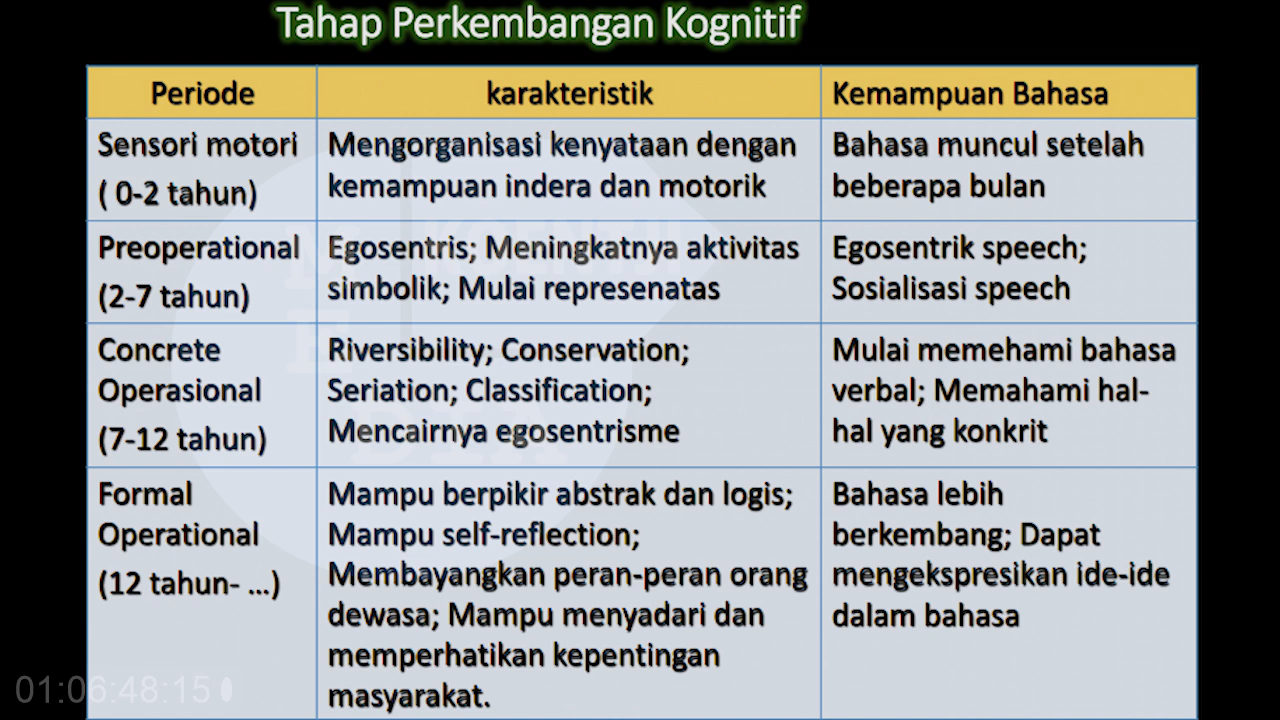 Tahap Perkembangan Kognitif
Periode
karakteristik
Kemampuan Bahasa
Sensori motori
( 0-2 tahun)
Mengorganisasi kenyataan dengan
kemampuan indera dan motorik
Bahasa muncul setelah
beberapa bulan
Preoperational
(2-7 tahun)
Egosentris; Meningkatnya aktivitas
simbolik; Mulai represenatas
Egosentrik speech;
Sosialisasi speech
Concrete
Operasional
(7-12 tahun)
Riversibility; Conservation;
Seriation; Classification;
Mencairnya egosentrisme
Mulai memehami bahasa
verbal; Memahami hal-
hal yang konkrit
Formal
Operational
(12 tahun- ...)
Mampu berpikir abstrak dan logis;
Mampu self-reflection;
Membayangkan peran-peran orang
dewasa; Mampu menyadari dan
memperhatikan kepentingan
masyarakat.
Bahasa lebih
berkembang; Dapat
mengekspresikan ide-ide
dalam bahasa
01:06:48:15